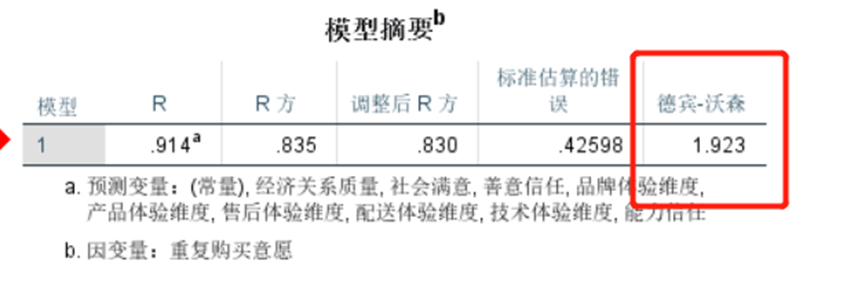 模型摘要b
模型 R R 方 调整后 R 方 标准估算的错误 德宾-沃森
1 .914a .835 .830 .42598 1.923
a. 预测变量：(常量), 经济关系质量, 社会满意, 善意信任, 品牌体验维度,
产品体验维度, 售后体验维度, 配送体验维度, 技术体验维度, 能力信任
b. 因变量：重复购买意愿